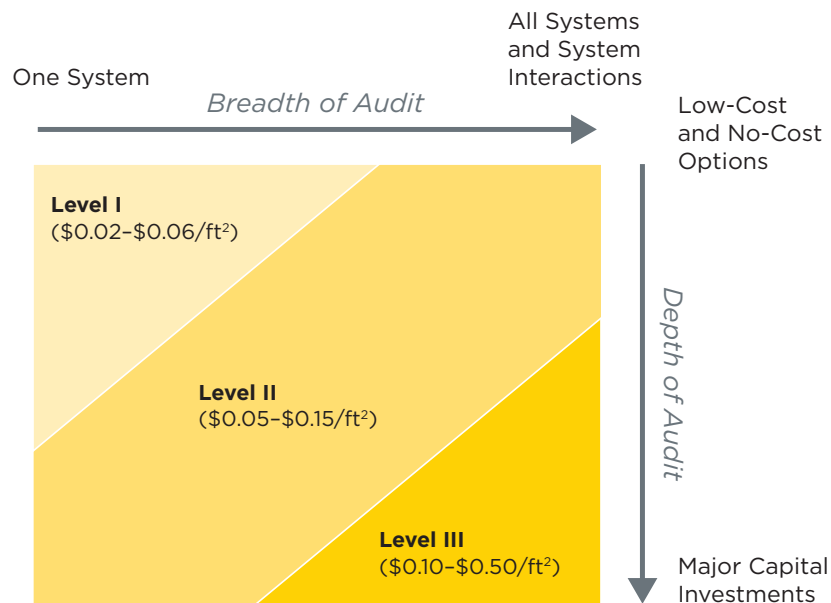 One System
All Systems
and System
Interactions
Breadth of Audit
Low-Cost
and No-Cost
Options
Level I
($0.02–$0.06/ft²)
Level II
($0.05–$0.15/ft²)
Depth of Audit
Level III
($0.10–$0.50/ft²)
Major Capital
Investments